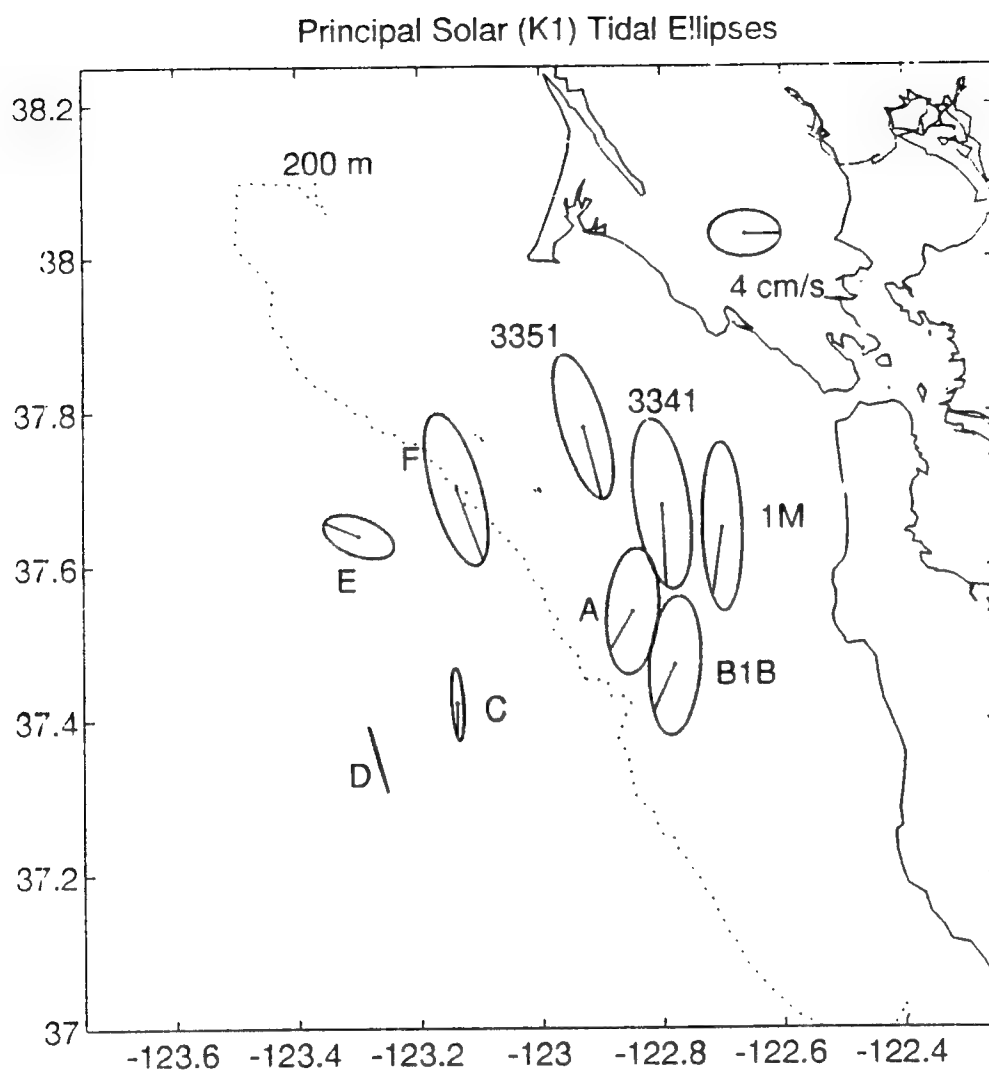 Principal Solar (K1) Tidal Ellipses
38.2
200 m
38
4 cm/s
3351
37.8
3341
F
1M
37.6
E
A
B1B
37.4
C
D
37.2
37
-123.6 -123.4 -123.2 -123 -122.8 -122.6 -122.4